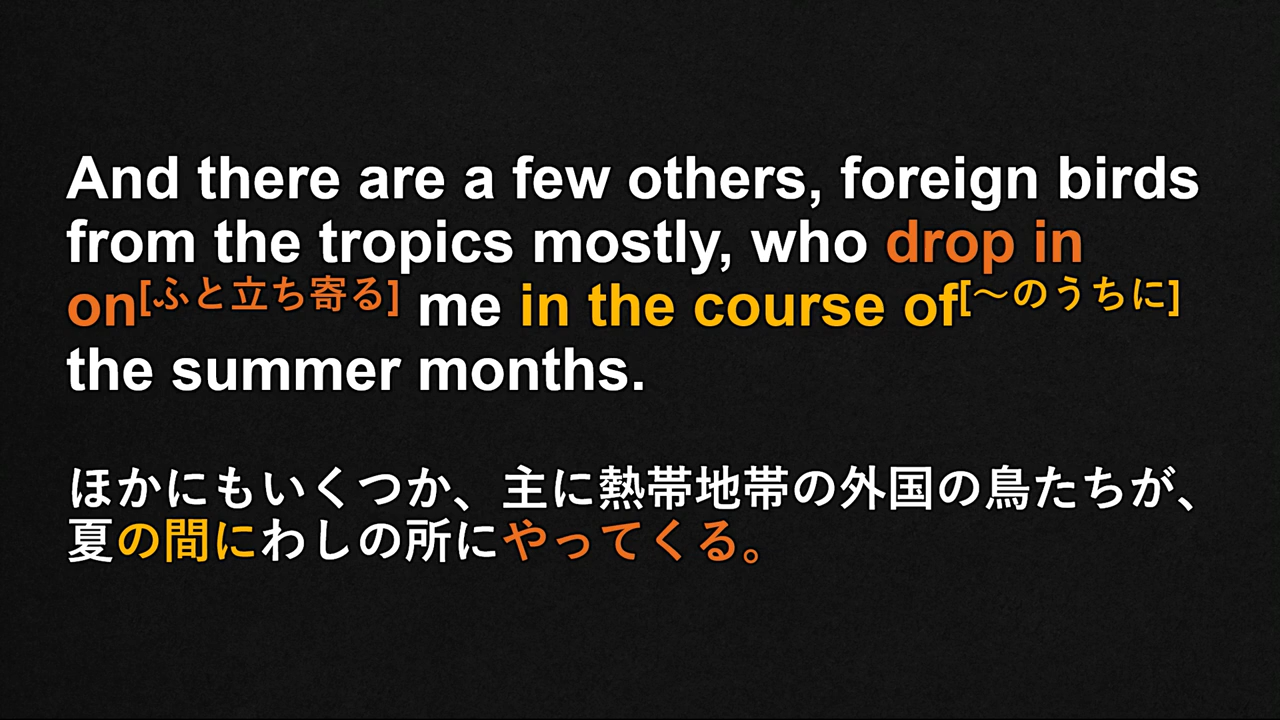 And there are a few others, foreign birds
from the tropics mostly, who drop in
on[ふと立ち寄る] me in the course of[～のうちに]
the summer months.
ほかにもいくつか、主に熱帯地帯の外国の鳥たちが、
夏の間にわしの所にやってくる。